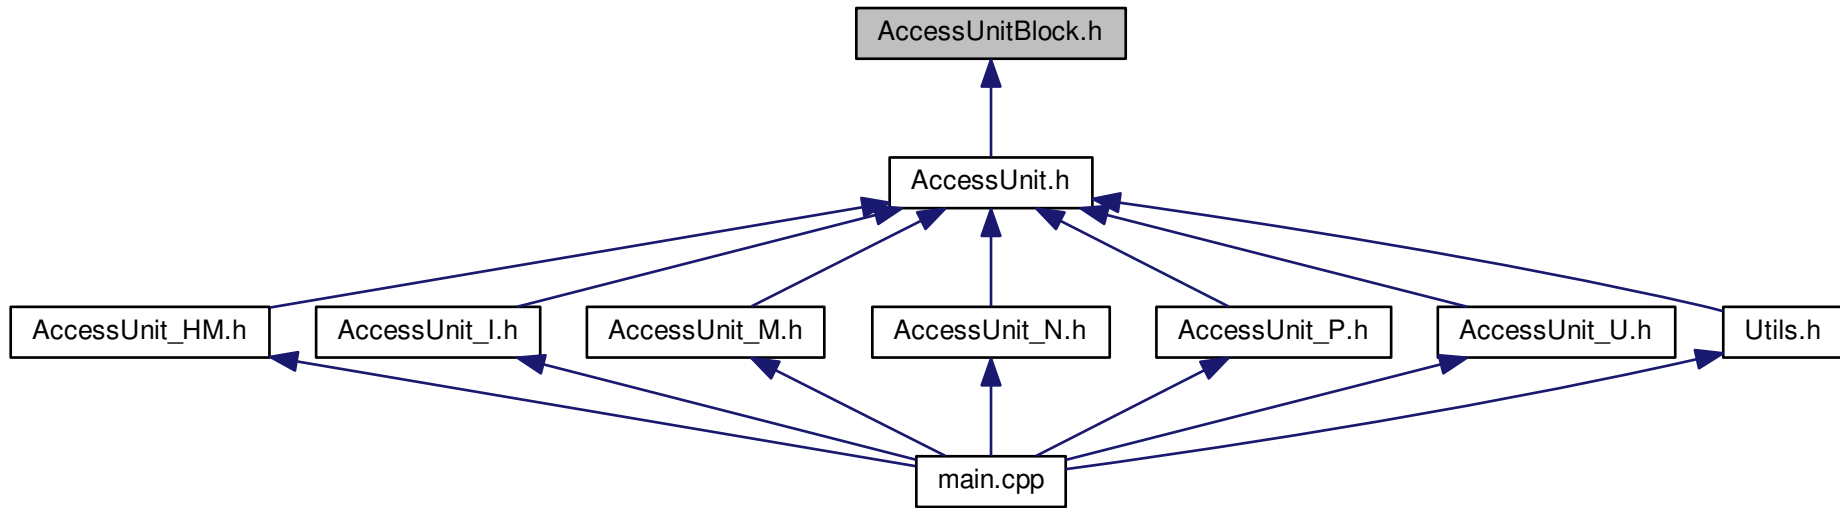 AccessUnitBlock.h
AccessUnit.h
AccessUnit_HM.h
AccessUnit_I.h
AccessUnit_M.h
AccessUnit_N.h
AccessUnit_P.h
AccessUnit_U.h
Utils.h
main.cpp